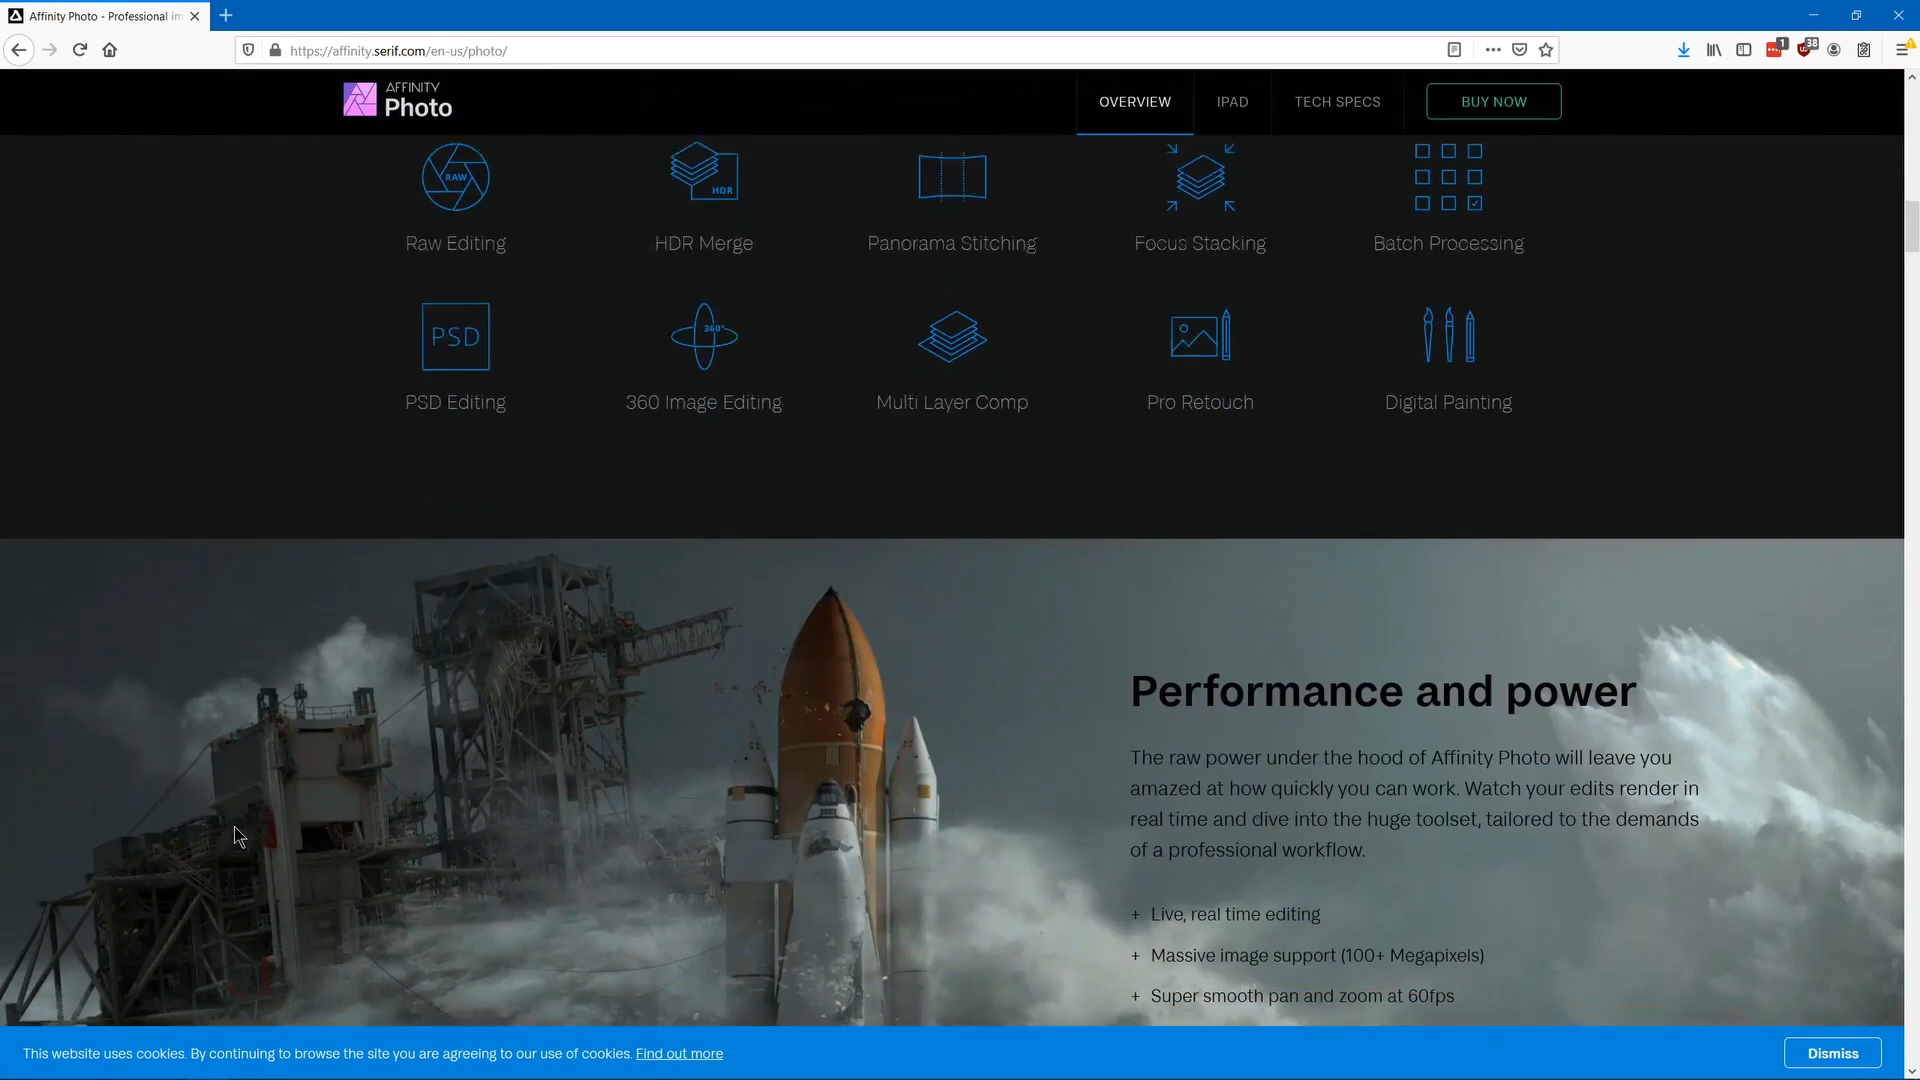 Affinity Photo - Professional im
https://affinity.serif.com/en-us/photo/
1
38
AFFINITY
Photo
OVERVIEW
IPAD
TECH SPECS
BUY NOW
RAW
HDR
Raw Editing
HDR Merge
Panorama Stitching
Focus Stacking
Batch Processing
PSD
360°
PSD Editing
360 Image Editing
Multi Layer Comp
Pro Retouch
Digital Painting
Performance and power
The raw power under the hood of Affinity Photo will leave you
amazed at how quickly you can work. Watch your edits render in
real time and dive into the huge toolset, tailored to the demands
of a professional workflow.
+ Live, real time editing
+ Massive image support (100+ Megapixels)
+ Super smooth pan and zoom at 60fps
This website uses cookies. By continuing to browse the site you are agreeing to our use of cookies. Find out more
Dismiss